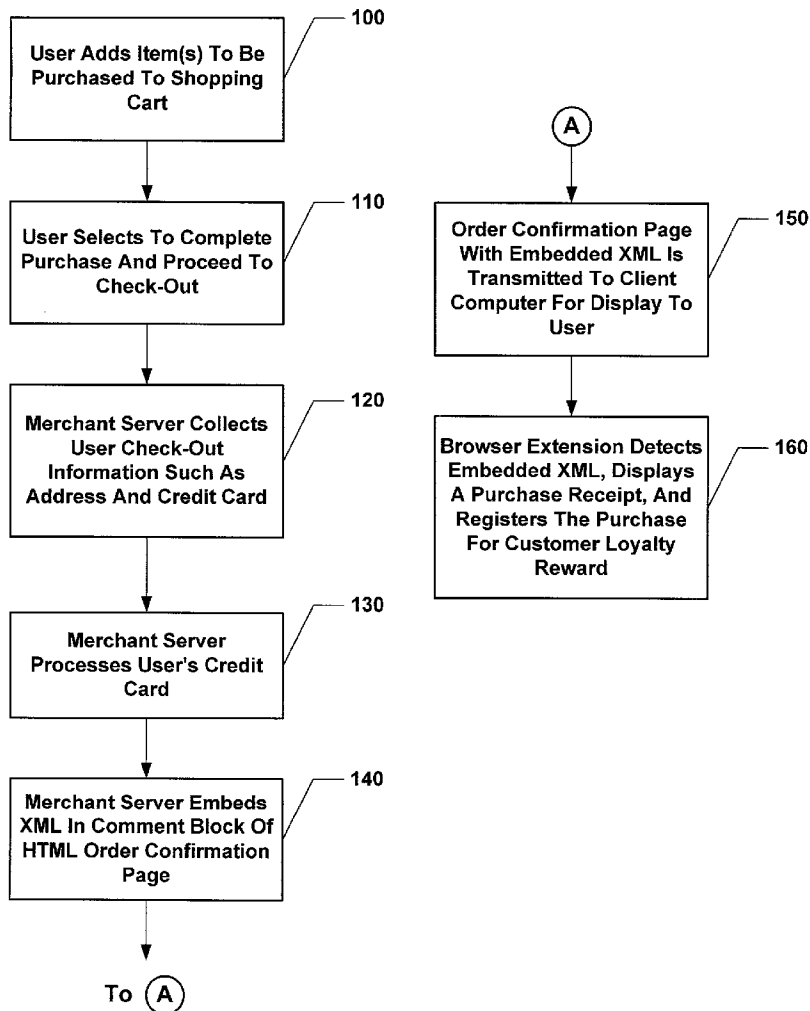 100
User Adds Item(s) To Be
Purchased To Shopping
Cart
110
User Selects To Complete
Purchase And Proceed To
Check-Out
120
Merchant Server Collects
User Check-Out
Information Such As
Address And Credit Card
130
Merchant Server
Processes User's Credit
Card
140
Merchant Server Embeds
XML In Comment Block Of
HTML Order Confirmation
Page
To A
A
150
Order Confirmation Page
With Embedded XML Is
Transmitted To Client
Computer For Display To
User
160
Browser Extension Detects
Embedded XML, Displays
A Purchase Receipt, And
Registers The Purchase
For Customer Loyalty
Reward